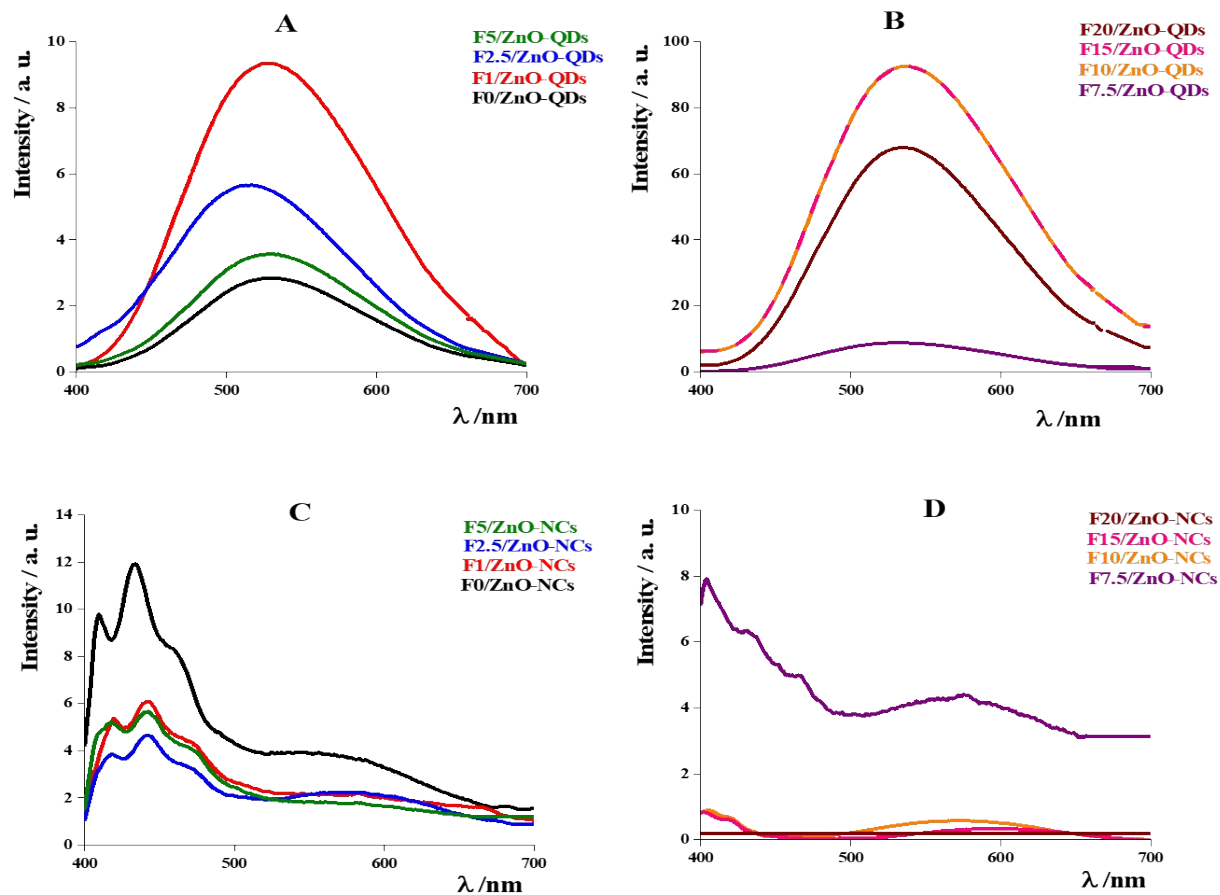 A
F5/ZnO-QDs
F2.5/ZnO-QDs
F1/ZnO-QDs
F0/ZnO-QDs
Intensity / a. u.
10
8
6
4
2
0
400
500
600
700
λ /nm
B
F20/ZnO-QDs
F15/ZnO-QDs
F10/ZnO-QDs
F7.5/ZnO-QDs
Intensity / a. u.
100
80
60
40
20
0
400
500
600
700
λ /nm
C
F5/ZnO-NCs
F2.5/ZnO-NCs
F1/ZnO-NCs
F0/ZnO-NCs
Intensity / a. u.
14
12
10
8
6
4
2
0
400
500
600
700
λ /nm
D
F20/ZnO-NCs
F15/ZnO-NCs
F10/ZnO-NCs
F7.5/ZnO-NCs
Intensity / a. u.
10
8
6
4
2
0
400
500
600
700
λ /nm